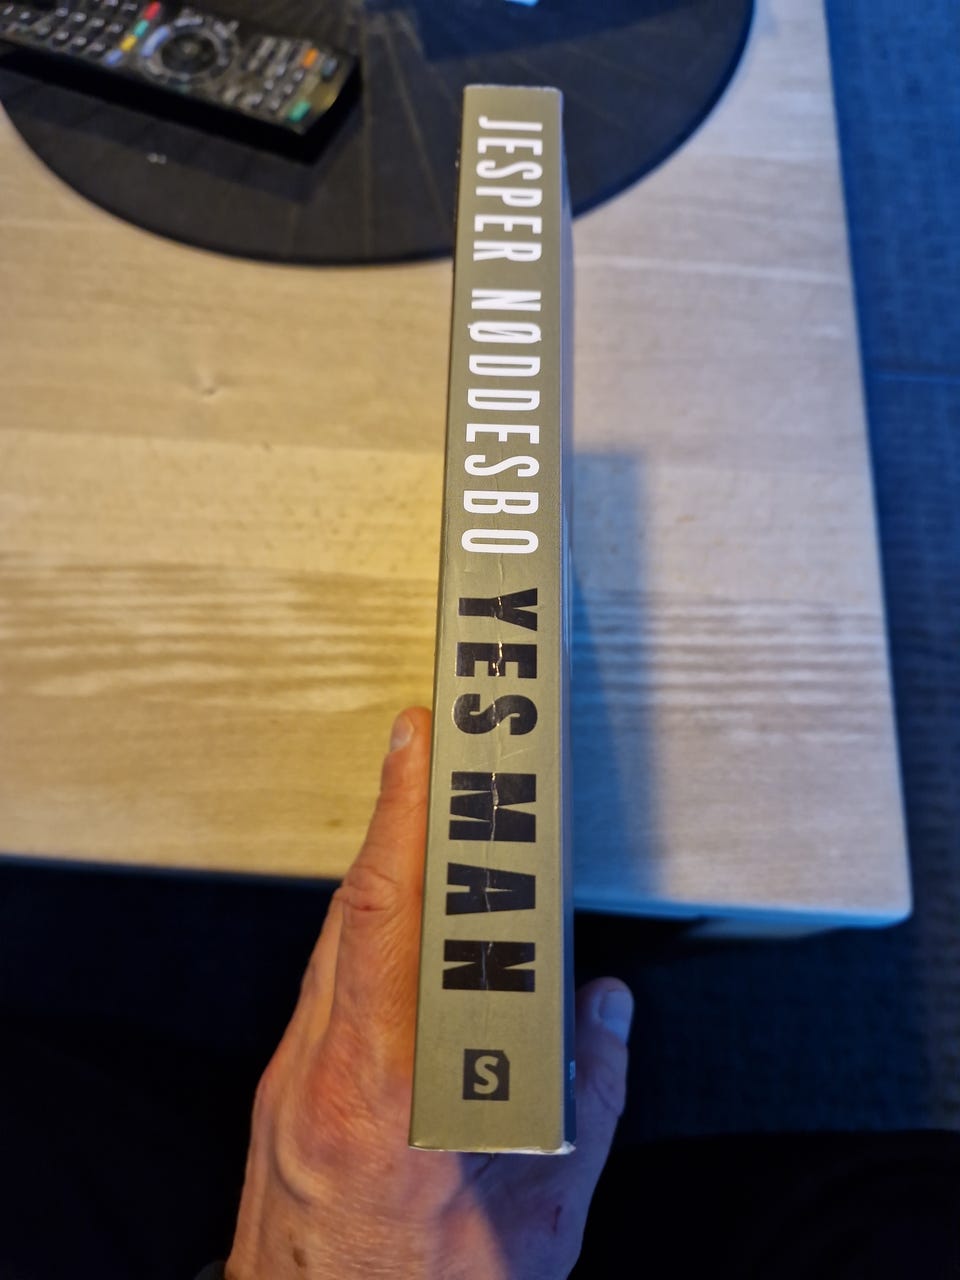 JESPER NØDDESBO YES MAN
S